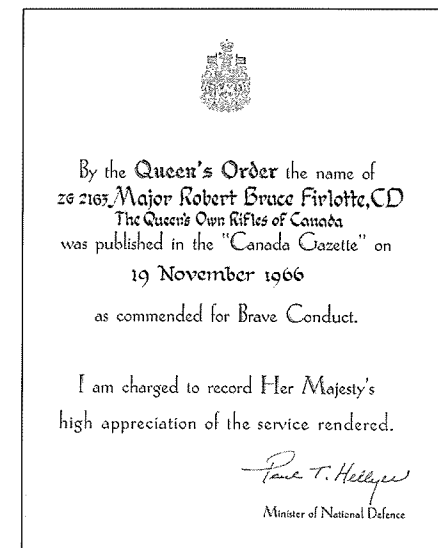 By the Queen's Order the name of
ZG 2163 Major Robert Bruce Firlotte, CD
The Queen's Own Rifles of Canada
was published in the "Canada Gazette" on
19 November 1966
as commended for Brave Conduct.
I am charged to record Her Majesty's
high appreciation of the service rendered.
Paul T. Hellyer
Minister of National Defence